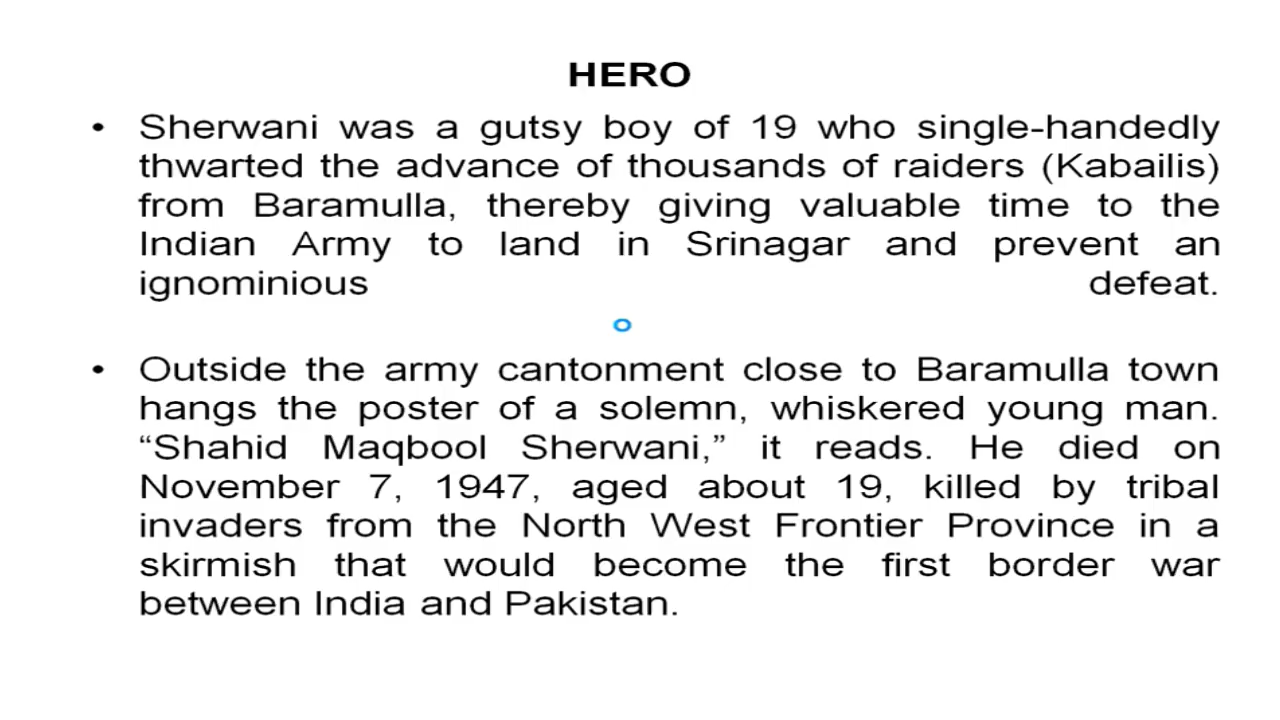 HERO
• Sherwani was a gutsy boy of 19 who single-handedly
thwarted the advance of thousands of raiders (Kabailis)
from Baramulla, thereby giving valuable time to the
Indian Army to land in Srinagar and prevent an
ignominious defeat.
• Outside the army cantonment close to Baramulla town
hangs the poster of a solemn, whiskered young man.
“Shahid Maqbool Sherwani,” it reads. He died on
November 7, 1947, aged about 19, killed by tribal
invaders from the North West Frontier Province in a
skirmish that would become the first border war
between India and Pakistan.